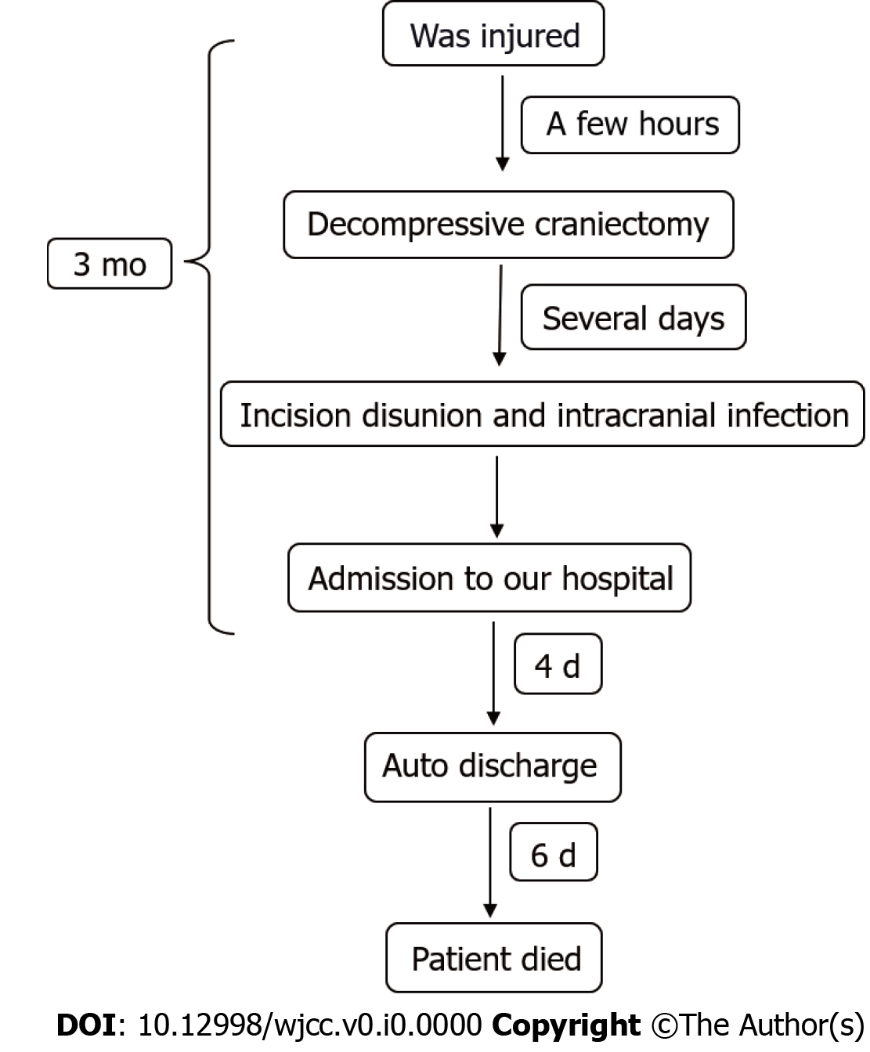 Was injured
A few hours
Decompressive craniectomy
3 mo
Several days
Incision disunion and intracranial infection
Admission to our hospital
4 d
Auto discharge
6 d
Patient died
DOI: 10.12998/wjcc.v0.i0.0000 Copyright ©The Author(s)